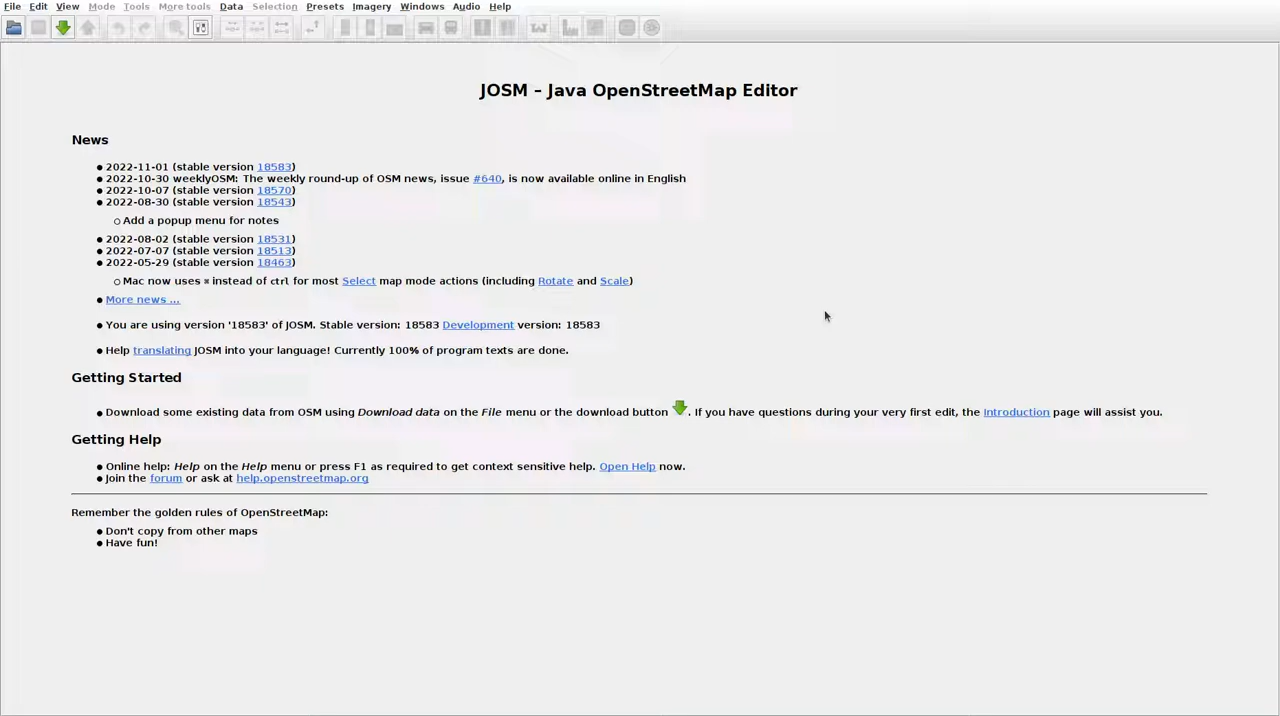 File Edit View Mode Tools More tools Data Selection Presets Imagery Windows Audio Help
JOSM – Java OpenStreetMap Editor
News
2022-11-01 (stable version 18583)
2022-10-30 weeklyOSM: The weekly round-up of OSM news, issue #640, is now available online in English
2022-10-07 (stable version 18570)
2022-08-30 (stable version 18543)
Add a popup menu for notes
2022-08-02 (stable version 18531)
2022-07-07 (stable version 18513)
2022-05-29 (stable version 18463)
Mac now uses ⌘ instead of ctrl for most Select map mode actions (including Rotate and Scale)
More news ...
You are using version '18583' of JOSM. Stable version: 18583 Development version: 18583
Help translating JOSM into your language! Currently 100% of program texts are done.
Getting Started
Download some existing data from OSM using Download data on the File menu or the download button . If you have questions during your very first edit, the Introduction page will assist you.
Getting Help
Online help: Help on the Help menu or press F1 as required to get context sensitive help. Open Help now.
Join the forum or ask at help.openstreetmap.org
Remember the golden rules of OpenStreetMap:
Don't copy from other maps
Have fun!